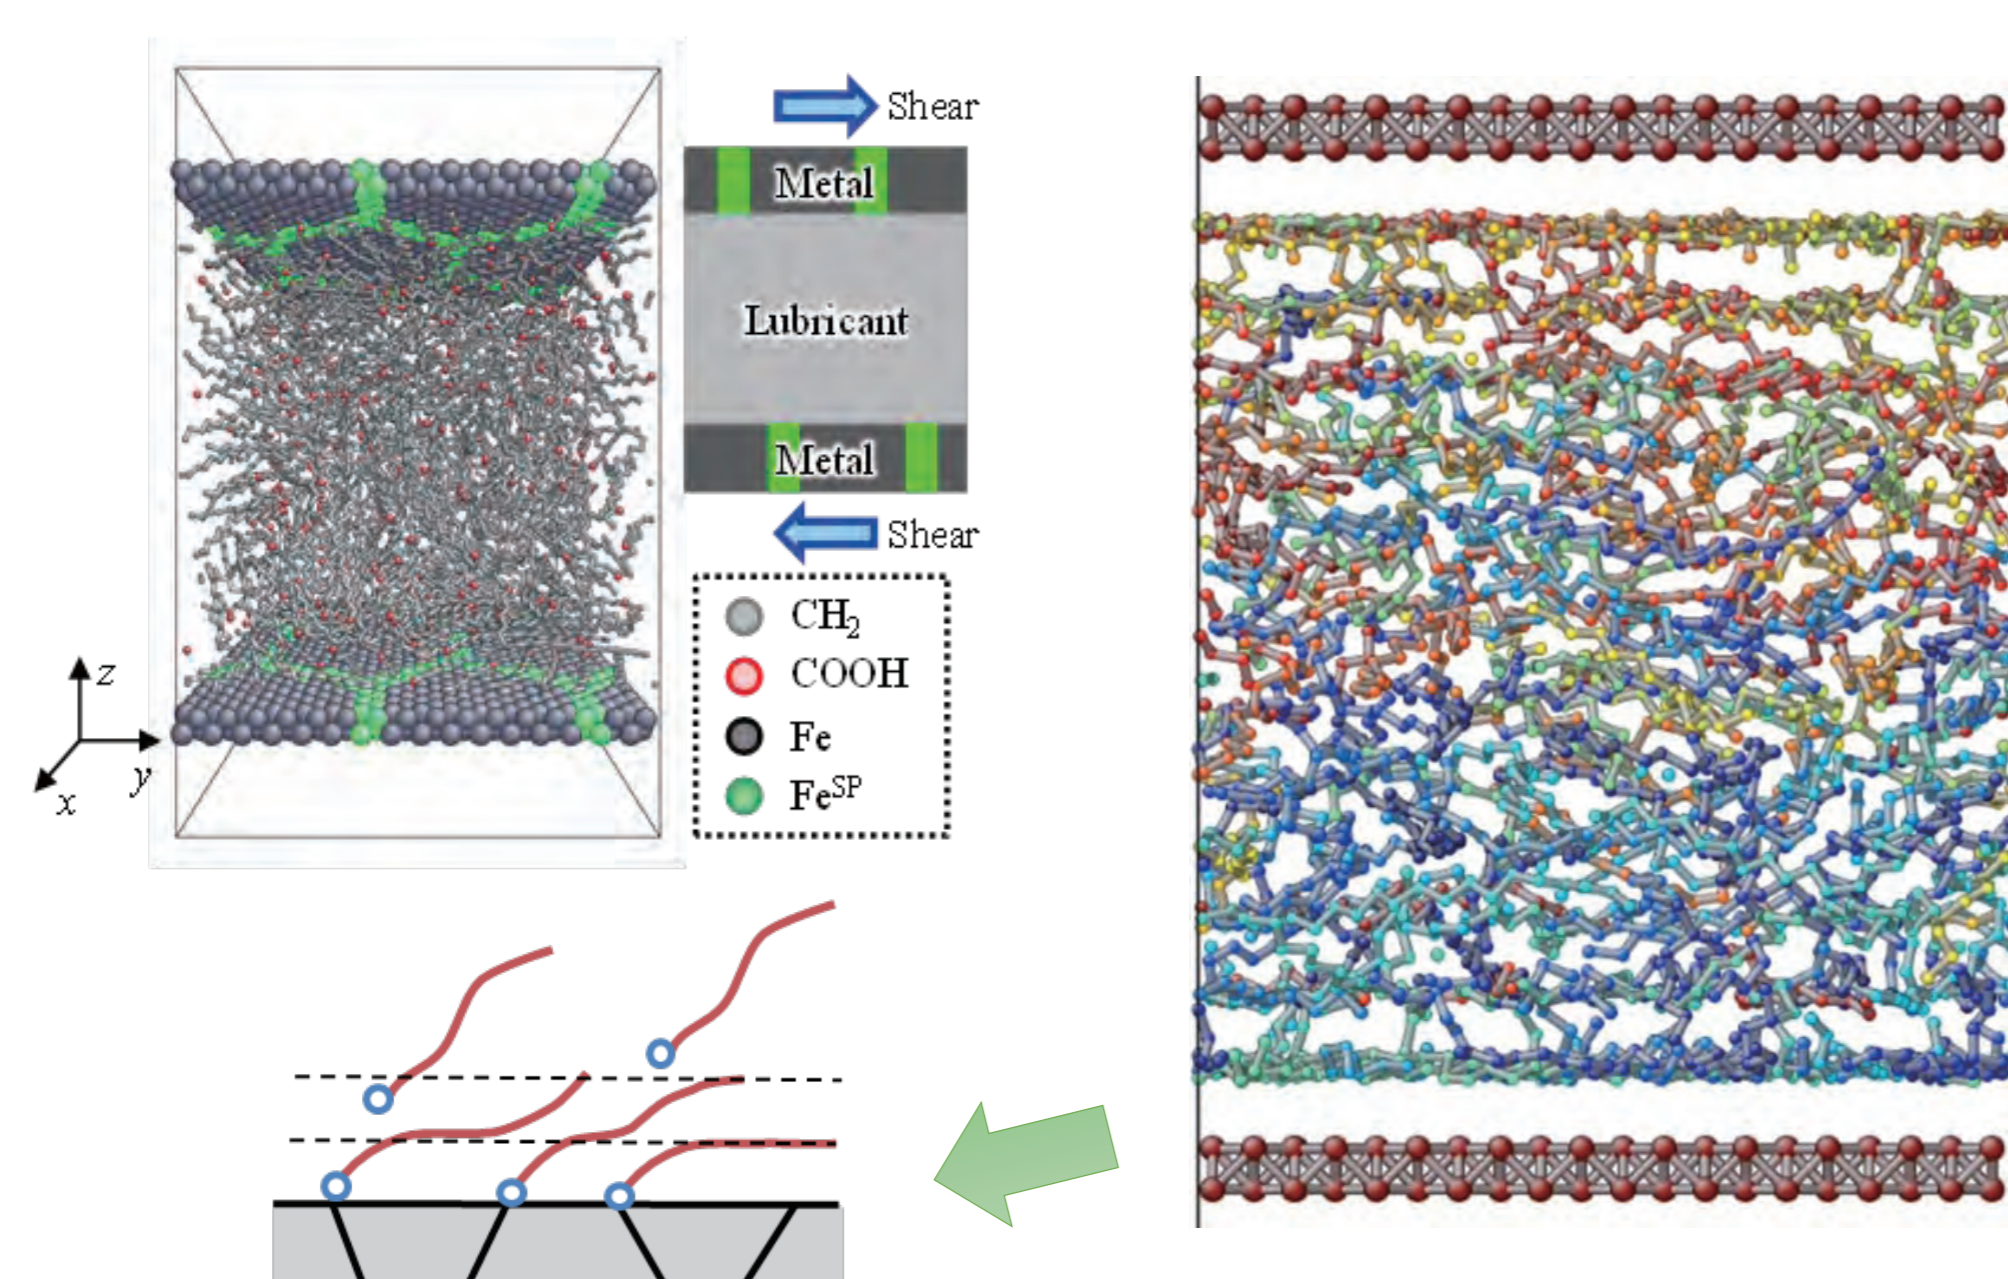 Shear
Metal
Lubricant
Metal
Shear
CH₂
COOH
Fe
Feˢᴾ
z
y
x